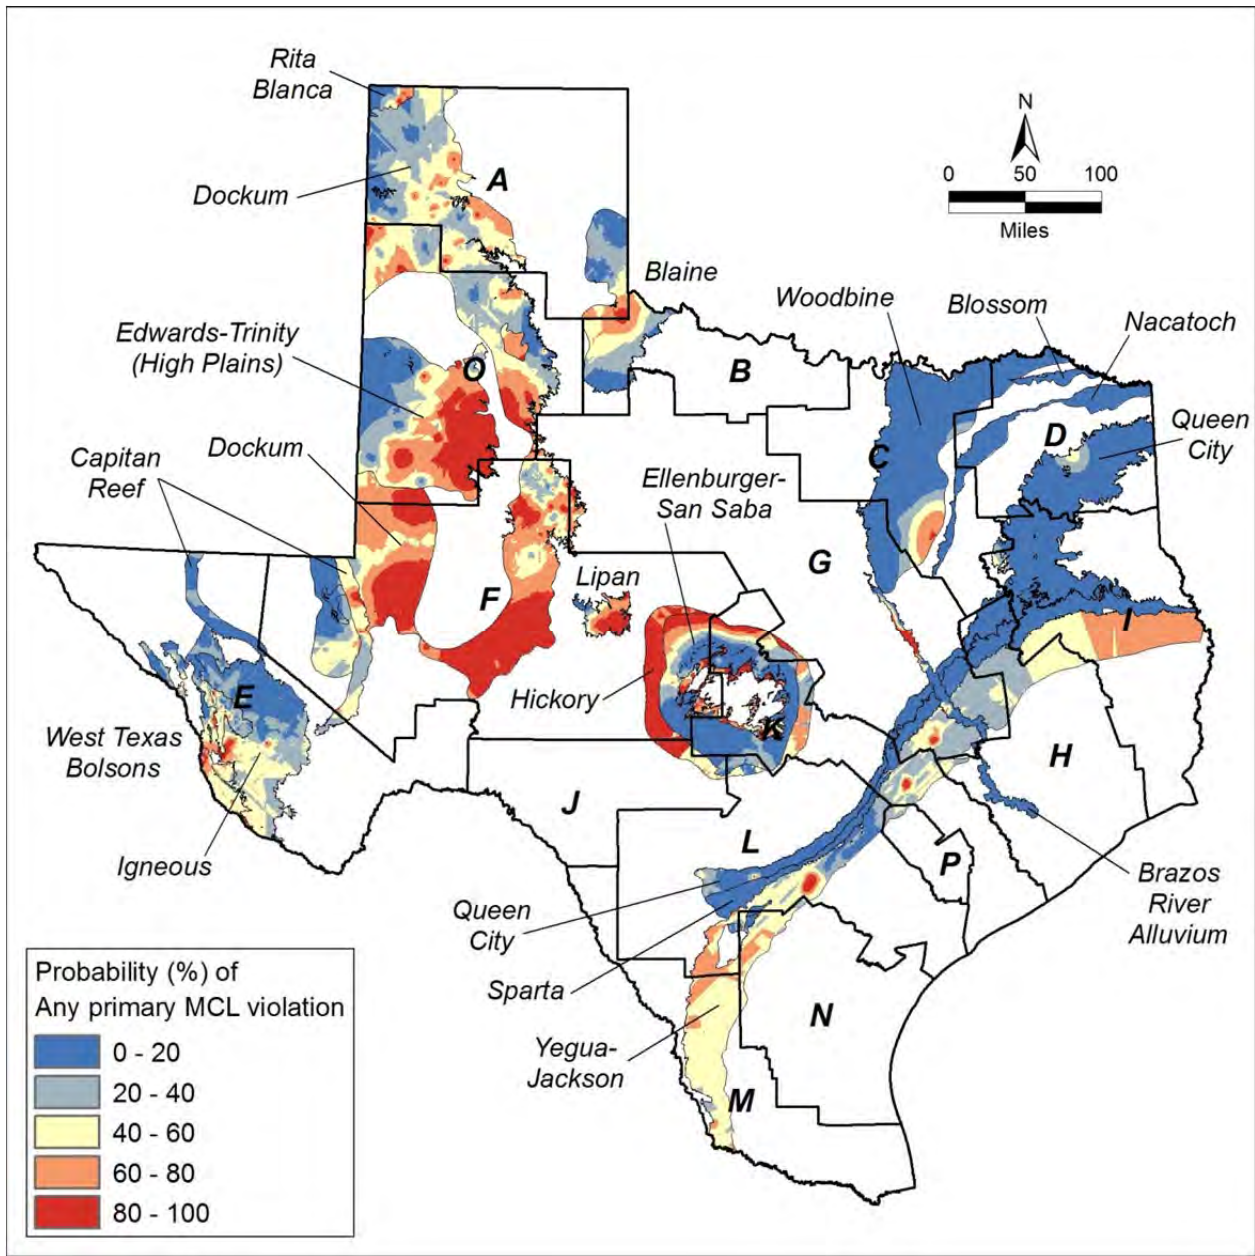 Rita
Blanca
N
0 50 100
Miles
Dockum
A
Blaine
Woodbine
Blossom
Nacatoch
Edwards-Trinity
(High Plains)
O
B
Queen
City
D
C
Capitan
Reef
Dockum
Ellenburger-
San Saba
G
Lipan
F
I
Hickory
E
K
West Texas
Bolsons
H
J
L
P
Igneous
Brazos
River
Alluvium
Queen
City
Sparta
N
Yegua-
Jackson
M
Probability (%) of
Any primary MCL violation
0 - 20
20 - 40
40 - 60
60 - 80
80 - 100